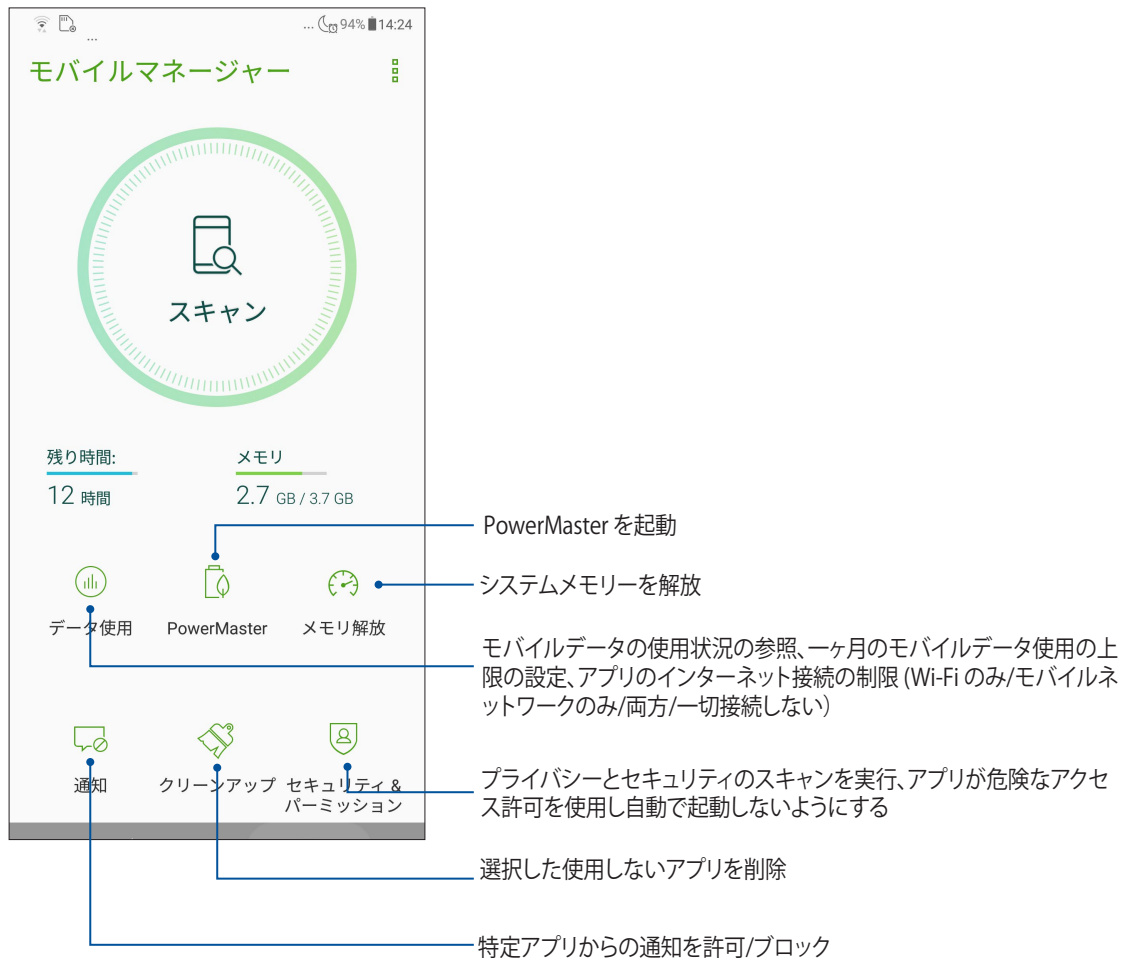 ... 94% 14:24
...
モバイルマネージャー
スキャン
残り時間: メモリ
12 時間 2.7 GB / 3.7 GB
PowerMaster を起動
システムメモリーを解放
データ使用 PowerMaster メモリ解放
モバイルデータの使用状況の参照、一ヶ月のモバイルデータ使用の上
限の設定、アプリのインターネット接続の制限 (Wi-Fi のみ/モバイルネ
ットワークのみ/両方/一切接続しない）
通知 クリーンアップ セキュリティ &
パーミッション
プライバシーとセキュリティのスキャンを実行、アプリが危険なアクセ
ス許可を使用し自動で起動しないようにする
選択した使用しないアプリを削除
特定アプリからの通知を許可/ブロック